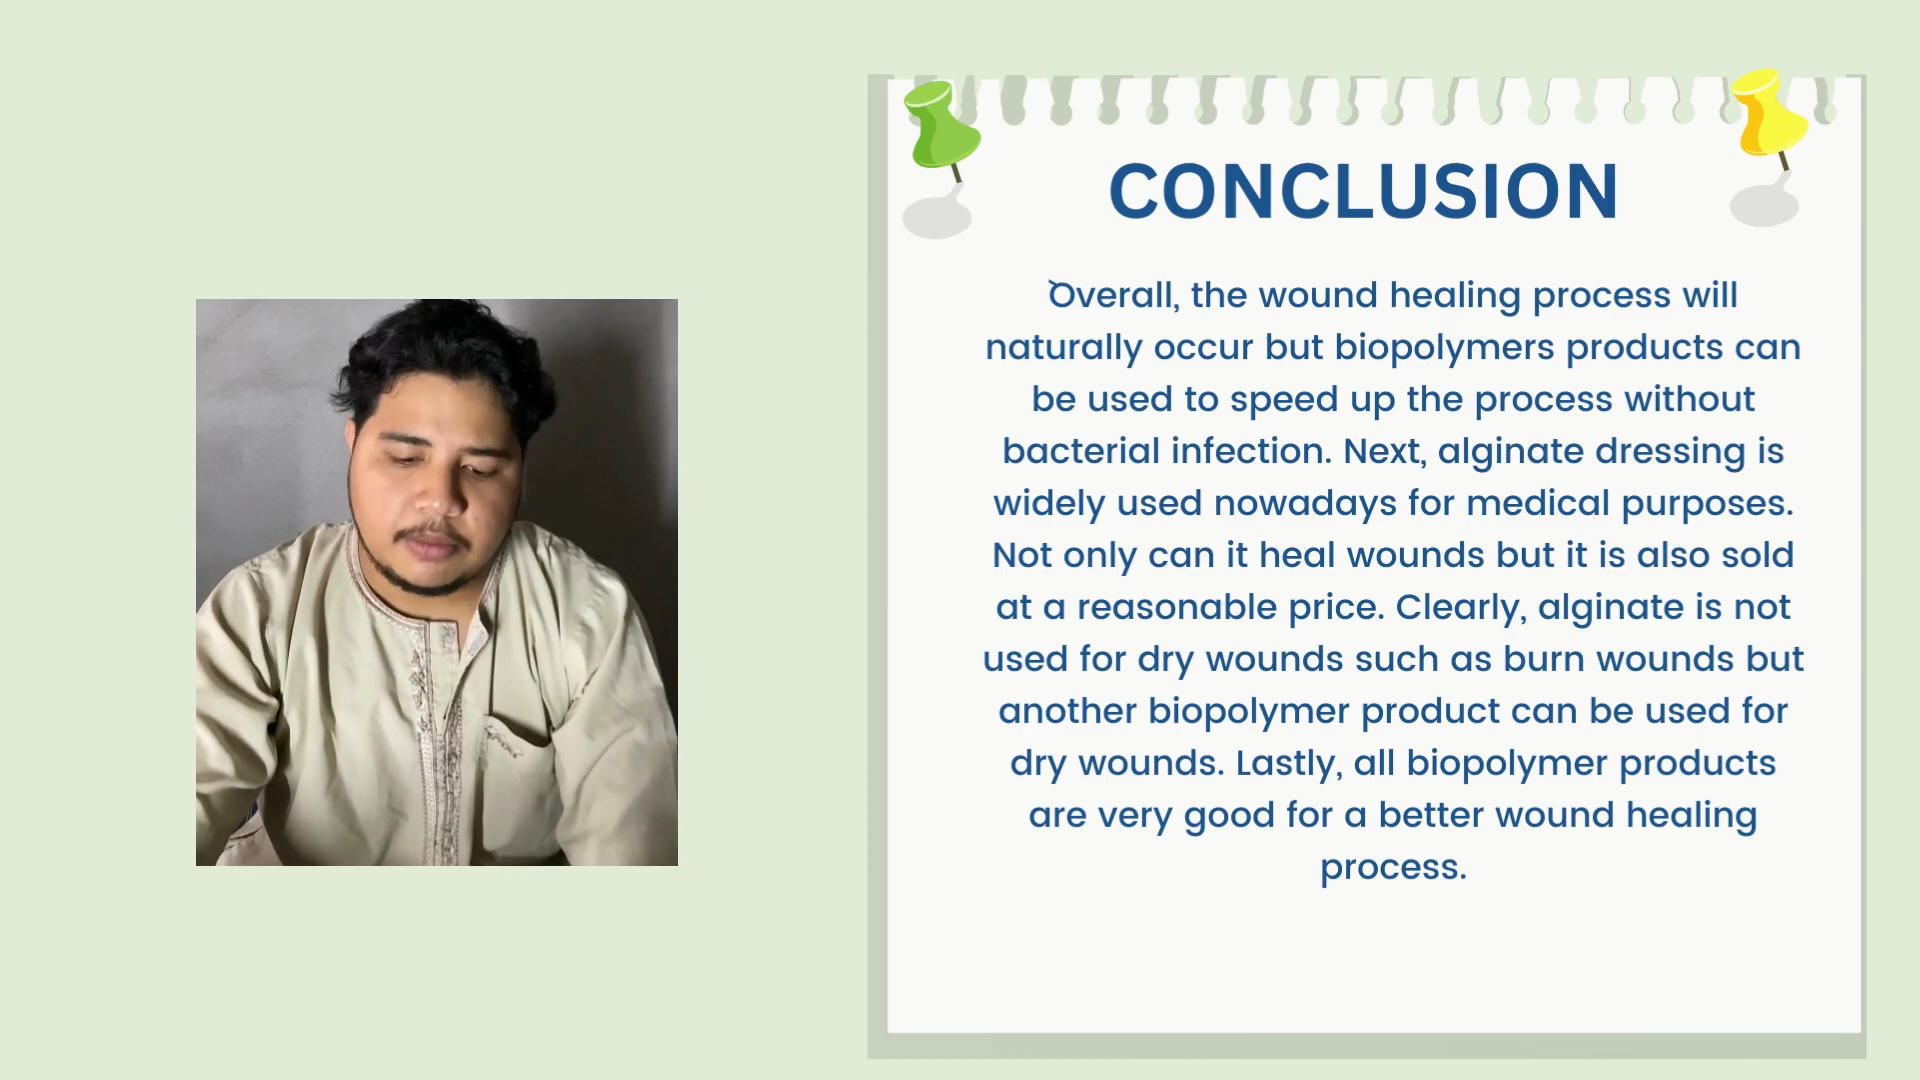 CONCLUSION
`Overall, the wound healing process will
naturally occur but biopolymers products can
be used to speed up the process without
bacterial infection. Next, alginate dressing is
widely used nowadays for medical purposes.
Not only can it heal wounds but it is also sold
at a reasonable price. Clearly, alginate is not
used for dry wounds such as burn wounds but
another biopolymer product can be used for
dry wounds. Lastly, all biopolymer products
are very good for a better wound healing
process.